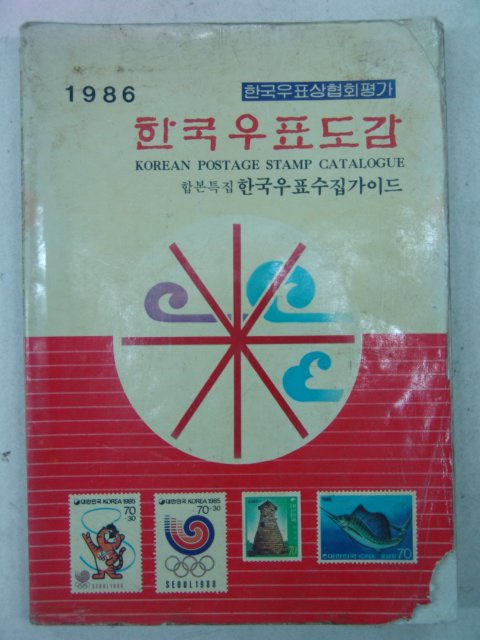 1986
한국우표상협회평가
한국우표도감
KOREAN POSTAGE STAMP CATALOGUE
합본특집 한국우표수집가이드
대한민국 KOREA 1985
70
+30
SEOUL 1988
대한민국 KOREA 1985
70
+30
SEOUL 1988
70
1986
대한민국 KOREA
70